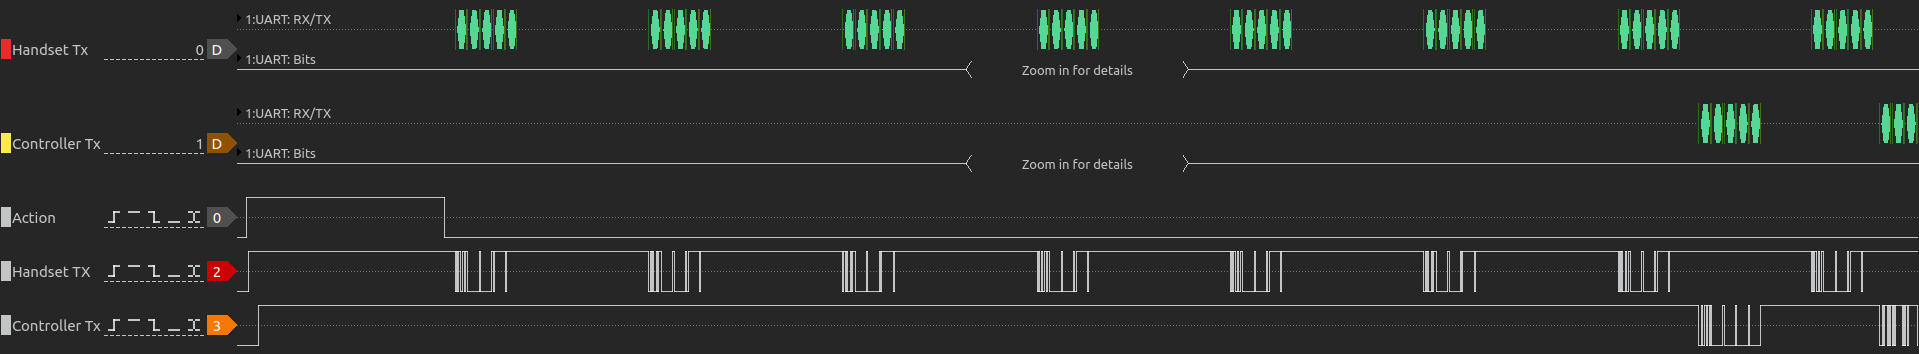 1:UART: RX/TX
Handset Tx 0 D
1:UART: Bits
Zoom in for details
1:UART: RX/TX
Controller Tx 1 D
1:UART: Bits
Zoom in for details
Action 0
Handset TX 2
Controller Tx 3